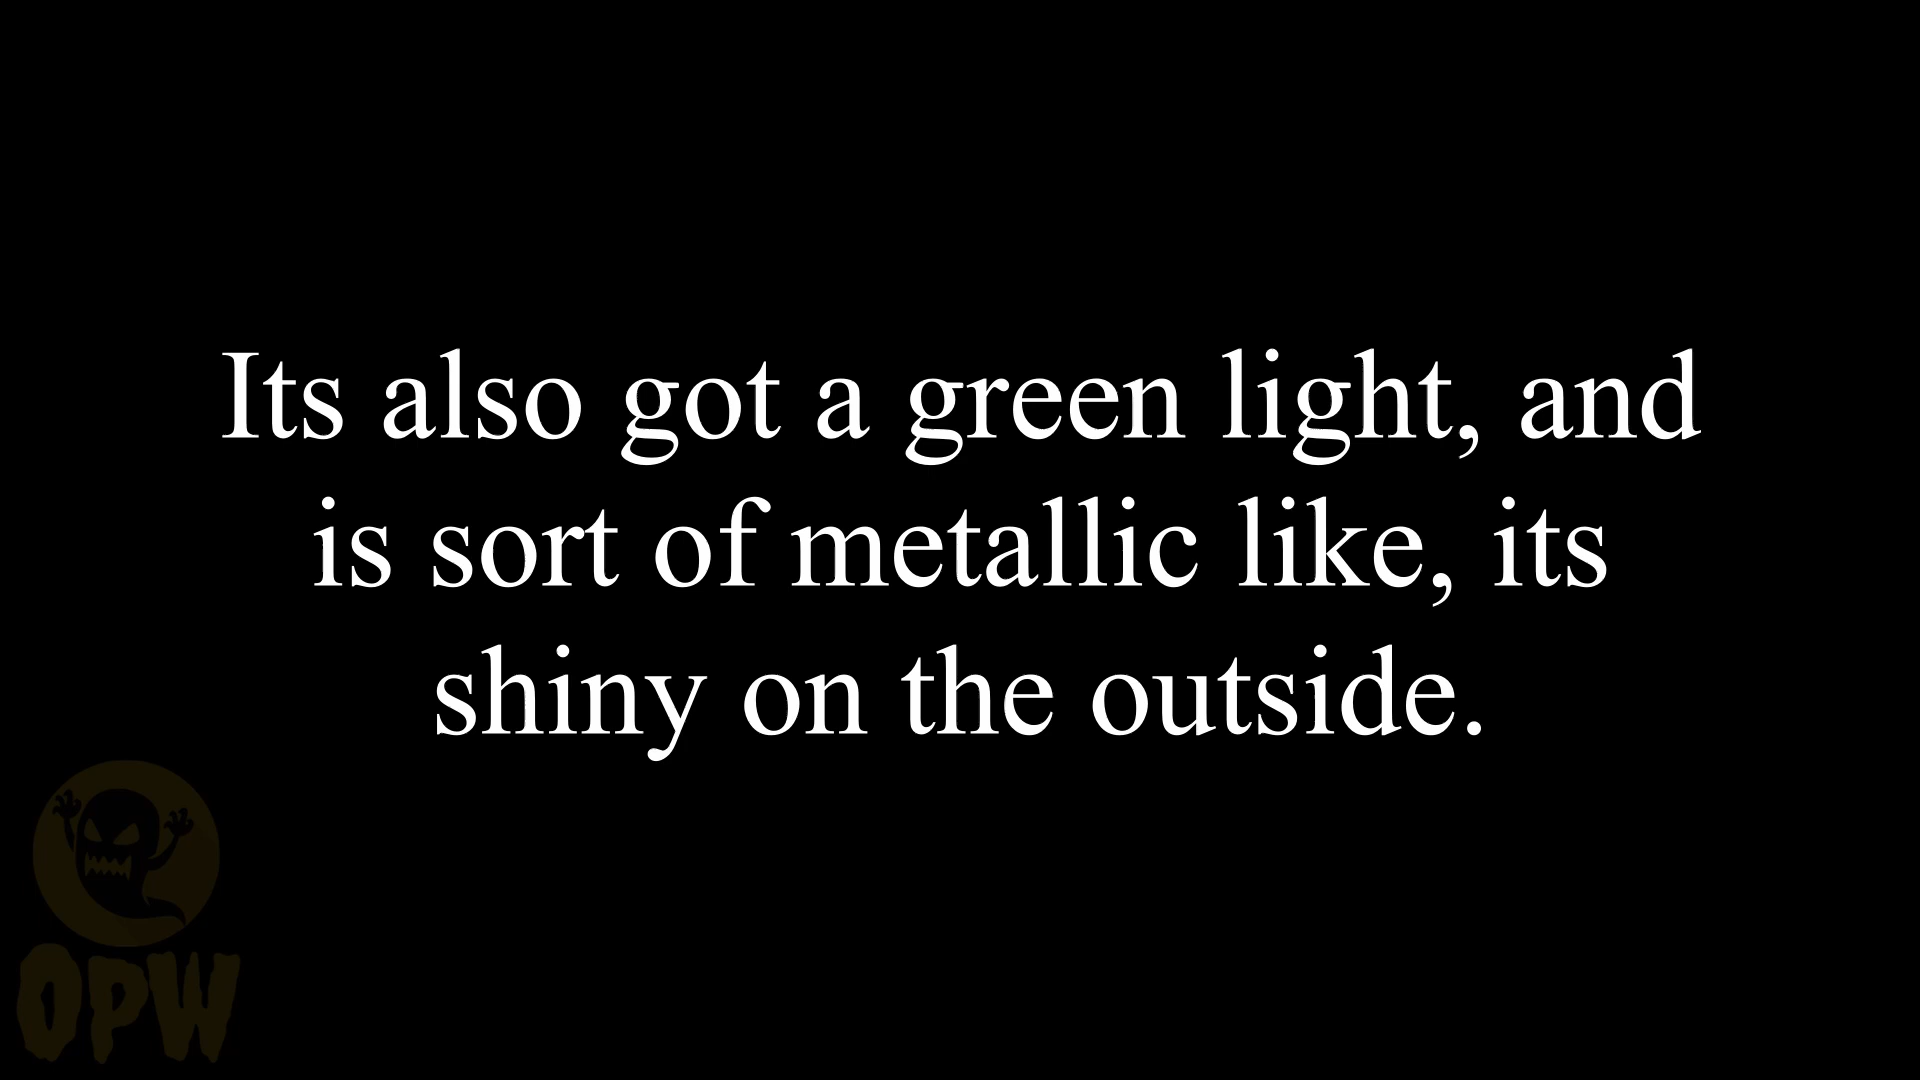 Its also got a green light, and
is sort of metallic like, its
shiny on the outside.
OPW